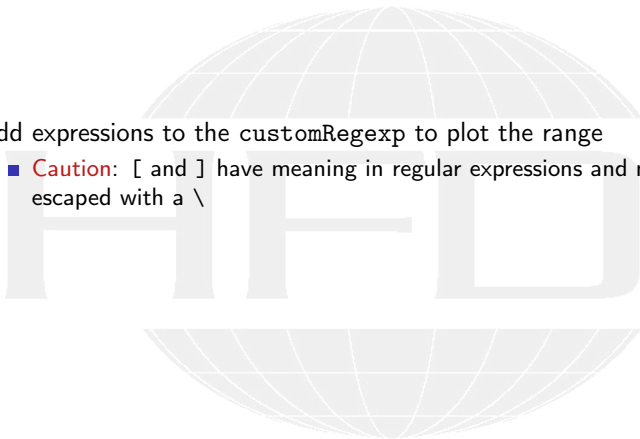 dd expressions to the customRegexp to plot the range
Caution: [ and ] have meaning in regular expressions and
escaped with a \
HFD